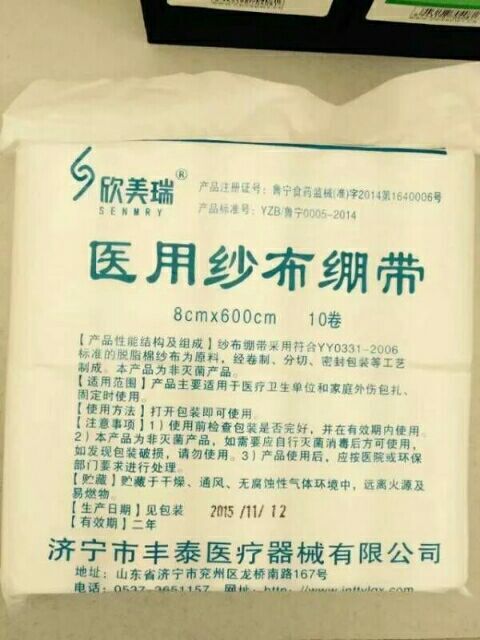 欣美瑞®
SENMRY
产品注册证号：鲁宁食药监械(准)字2014第1640006号
产品标准号：YZB/鲁宁0005-2014
医用纱布绷带
8cmx600cm 10卷
【产品性能结构及组成】纱布绷带采用符合YY0331-2006
标准的脱脂棉纱布为原料，经卷制、分切、密封包装等工艺
制成。本产品为非灭菌产品。
【适用范围】产品主要适用于医疗卫生单位和家庭外伤包扎、
固定时使用。
【使用方法】打开包装即可使用。
【注意事项】1）使用前检查包装是否完好，并在有效期内使用。
2）本产品为非灭菌产品，如需要应自行灭菌消毒后方可使用，
如发现包装破损，请勿使用。3）产品使用后，应按医院或环保
部门要求进行处理。
【贮藏】贮藏于干燥、通风、无腐蚀性气体环境中，远离火源及
易燃物。
【生产日期】见包装 2015/11/12
【有效期】二年
济宁市丰泰医疗器械有限公司
地址：山东省济宁市兖州区龙桥南路167号
电话：0537-3651157 网址：http://www.jnftylqx.com